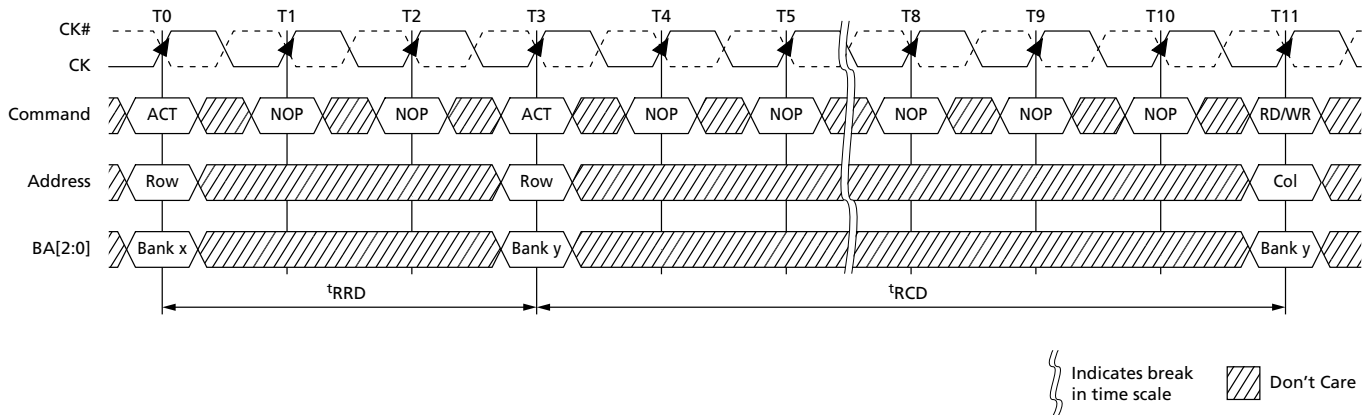 T0 T1 T2 T3 T4 T5 T8 T9 T10 T11
CK#
CK
Command ACT NOP NOP ACT NOP NOP NOP NOP NOP RD/WR
Address Row Row Col
BA[2:0] Bank x Bank y Bank y
tRRD tRCD
Indicates break
in time scale
Don't Care